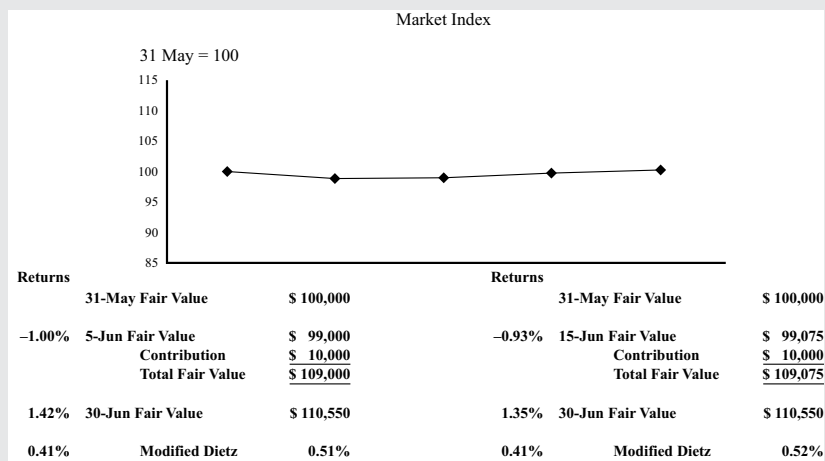 Market Index
31 May = 100
115
110
105
100
95
90
85
Returns
31-May Fair Value $ 100,000
–1.00% 5-Jun Fair Value $ 99,000
Contribution $ 10,000
Total Fair Value $ 109,000
1.42% 30-Jun Fair Value $ 110,550
0.41% Modified Dietz 0.51%
Returns
31-May Fair Value $ 100,000
–0.93% 15-Jun Fair Value $ 99,075
Contribution $ 10,000
Total Fair Value $ 109,075
1.35% 30-Jun Fair Value $ 110,550
0.41% Modified Dietz 0.52%